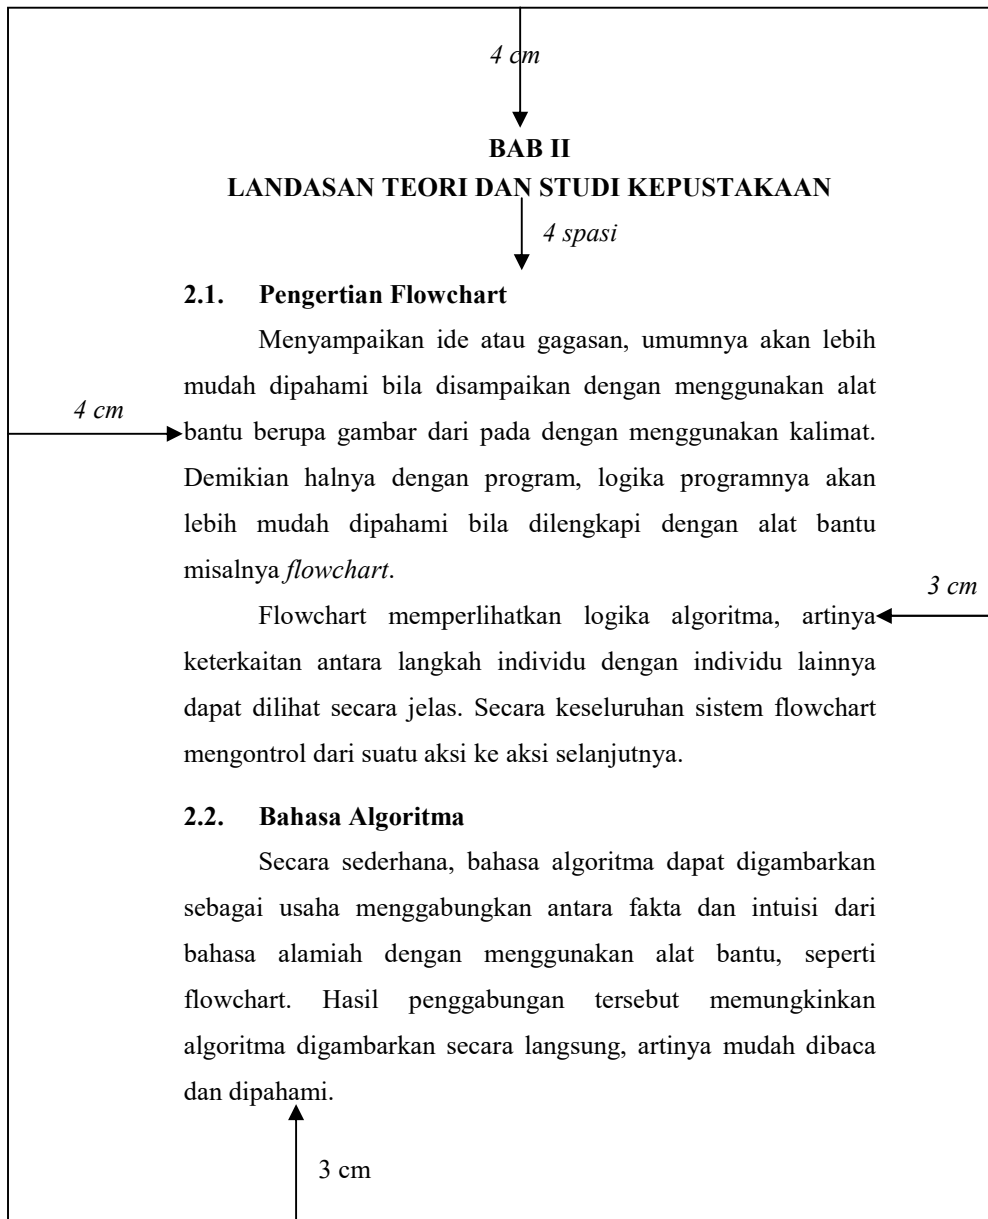 4 cm
BAB II
LANDASAN TEORI DAN STUDI KEPUSTAKAAN
4 spasi
2.1. Pengertian Flowchart
Menyampaikan ide atau gagasan, umumnya akan lebih
mudah dipahami bila disampaikan dengan menggunakan alat
4 cm
bantu berupa gambar dari pada dengan menggunakan kalimat.
Demikian halnya dengan program, logika programnya akan
lebih mudah dipahami bila dilengkapi dengan alat bantu
misalnya flowchart.
3 cm
Flowchart memperlihatkan logika algoritma, artinya
keterkaitan antara langkah individu dengan individu lainnya
dapat dilihat secara jelas. Secara keseluruhan sistem flowchart
mengontrol dari suatu aksi ke aksi selanjutnya.
2.2. Bahasa Algoritma
Secara sederhana, bahasa algoritma dapat digambarkan
sebagai usaha menggabungkan antara fakta dan intuisi dari
bahasa alamiah dengan menggunakan alat bantu, seperti
flowchart. Hasil penggabungan tersebut memungkinkan
algoritma digambarkan secara langsung, artinya mudah dibaca
dan dipahami.
3 cm